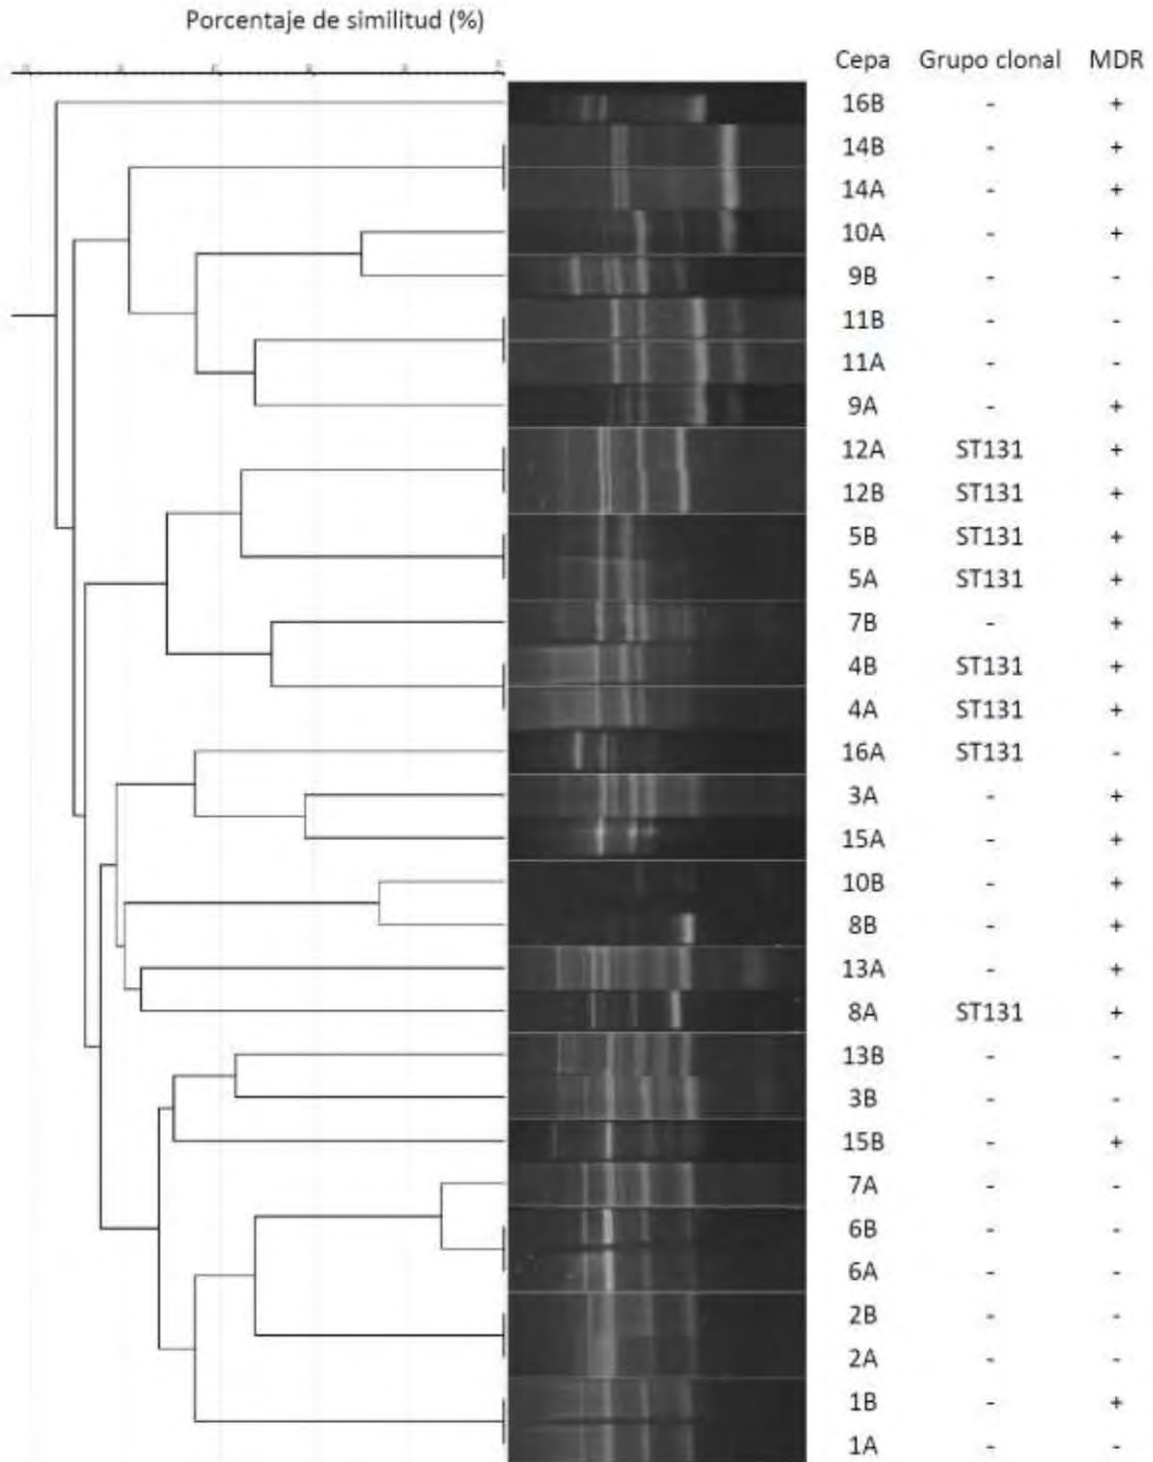 Porcentaje de similitud (%)
Cepa Grupo clonal MDR
16B - +
14B - +
14A - +
10A - +
9B - -
11B - -
11A - -
9A - +
12A ST131 +
12B ST131 +
5B ST131 +
5A ST131 +
7B - +
4B ST131 +
4A ST131 +
16A ST131 -
3A - +
15A - +
10B - +
8B - +
13A - +
8A ST131 +
13B - -
3B - -
15B - +
7A - -
6B - -
6A - -
2B - -
2A - -
1B - +
1A - -